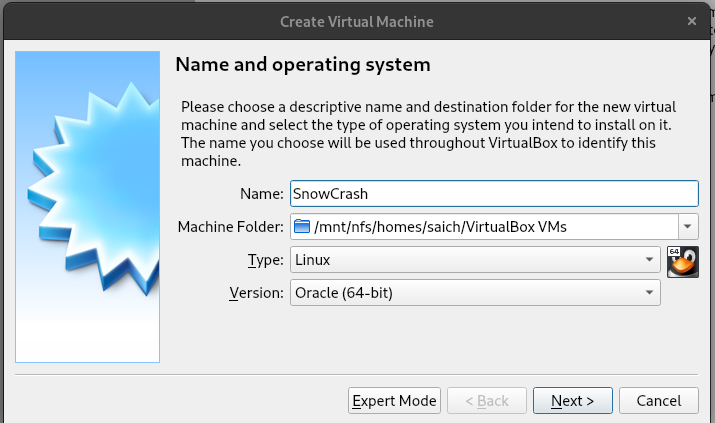 Create Virtual Machine
Name and operating system
Please choose a descriptive name and destination folder for the new virtual
machine and select the type of operating system you intend to install on it.
The name you choose will be used throughout VirtualBox to identify this
machine.
Name: SnowCrash
Machine Folder: /mnt/nfs/homes/saich/VirtualBox VMs
Type: Linux
64
Version: Oracle (64-bit)
Expert Mode < Back Next > Cancel